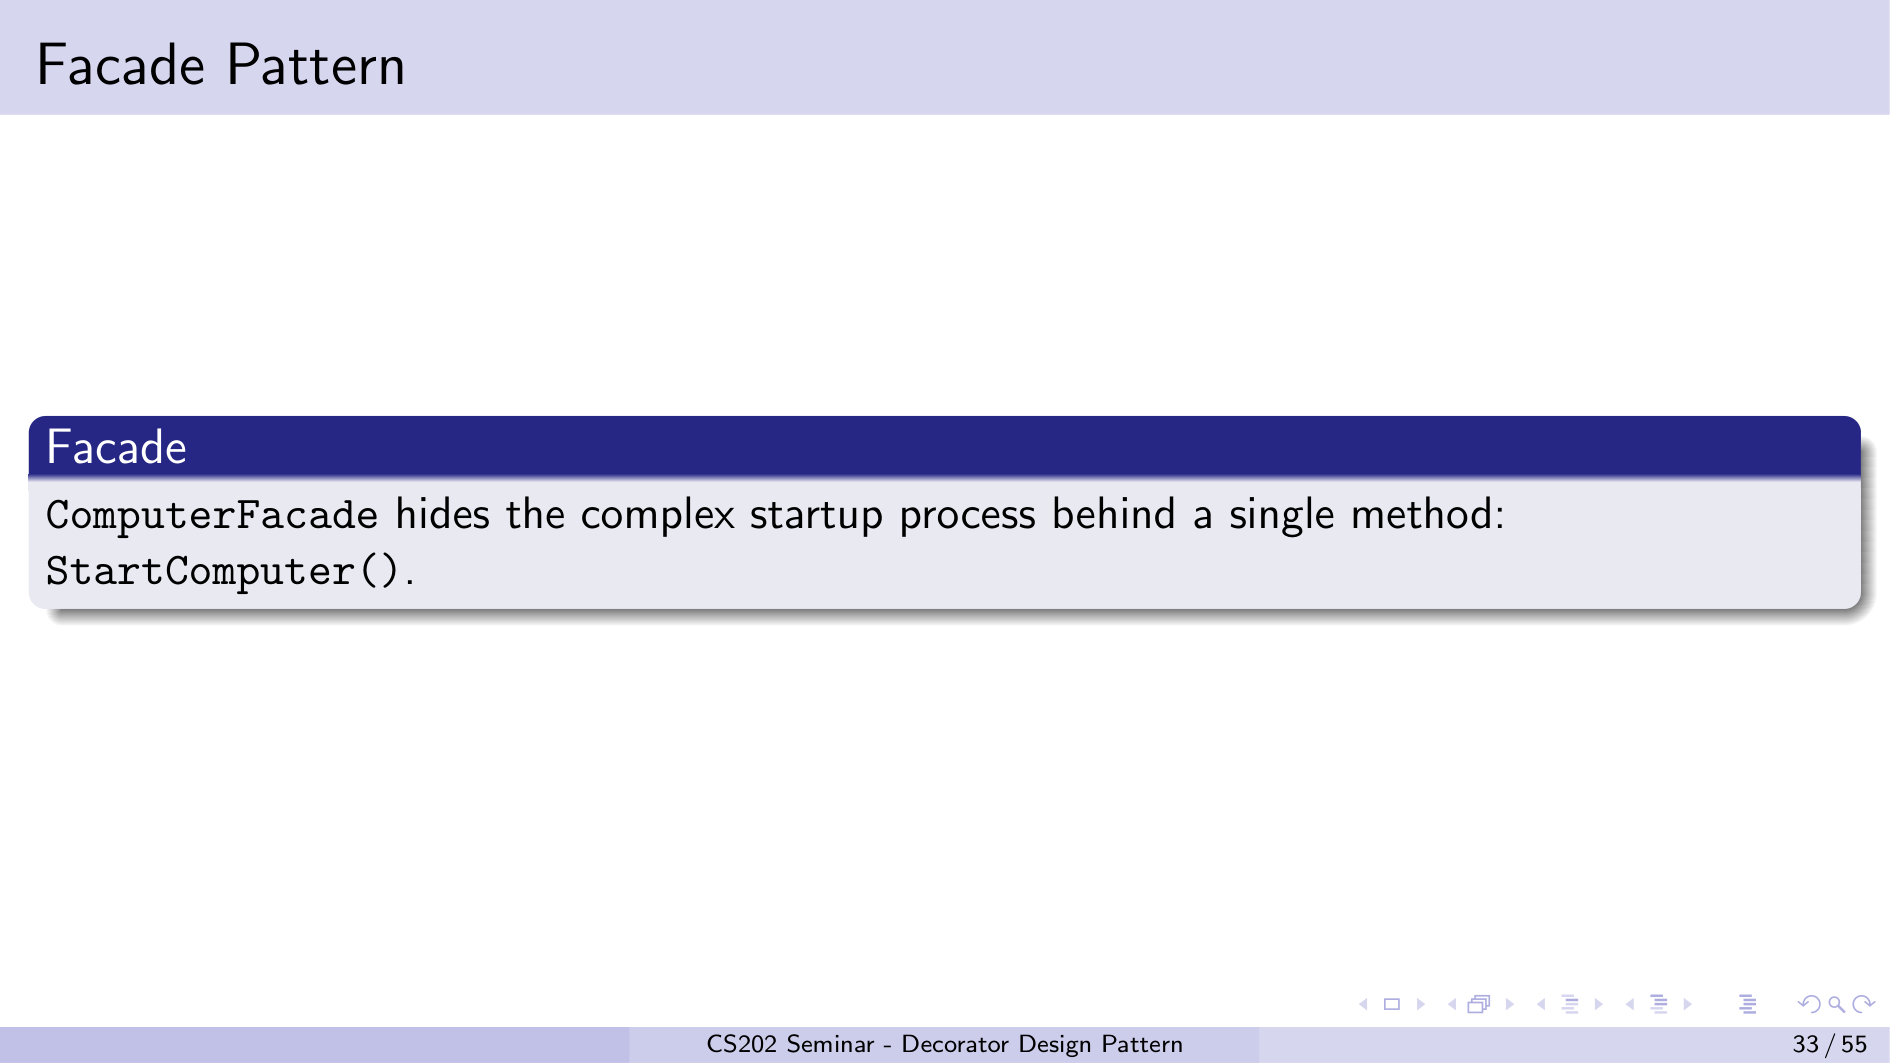 Facade Pattern
Facade
ComputerFacade hides the complex startup process behind a single method:
StartComputer().
CS202 Seminar - Decorator Design Pattern
33 / 55